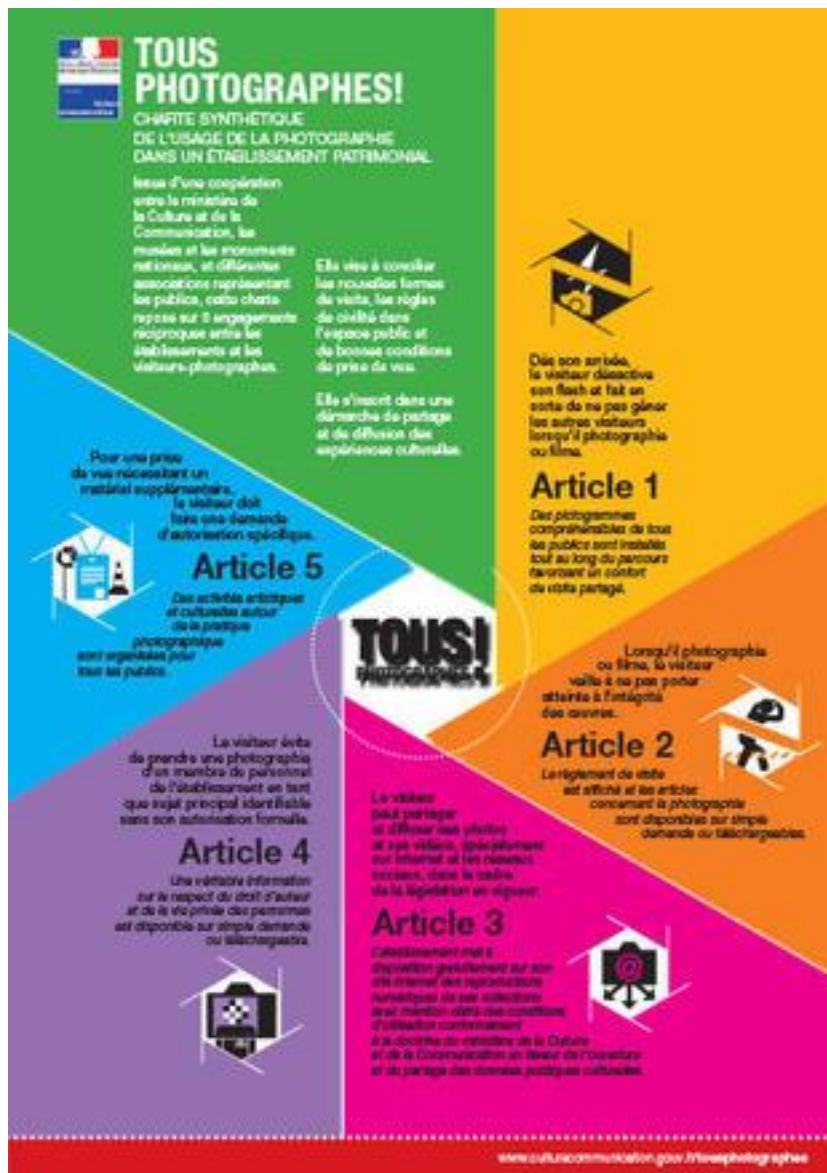 TOUS
PHOTOGRAPHES!
CHARTE SYNTHÉTIQUE
DE L'USAGE DE LA PHOTOGRAPHIE
DANS UN ÉTABLISSEMENT PATRIMONIAL
Issue d'une coopération
entre le ministère de
la Culture et de la
Communication, les
musées et les monuments
nationaux, et différentes
associations représentant
les publics, cette charte
repose sur 5 engagements
réciproques entre les
établissements et les
visiteurs-photographes.
Elle vise à concilier
les nouvelles formes
de visite, les règles
de civilité dans
l'espace public et
de bonnes conditions
de prise de vue.
Elle s'inscrit dans une
démarche de partage
et de diffusion des
expériences culturelles.
Dès son arrivée,
le visiteur désactive
son flash et fait en
sorte de ne pas gêner
les autres visiteurs
lorsqu'il photographie
ou filme.
Article 1
Des pictogrammes
compréhensibles de tous
les publics sont installés
tout au long du parcours
favorisant un confort
de visite partagé.
Lorsqu'il photographie
ou filme, le visiteur
veille à ne pas porter
atteinte à l'intégrité
des œuvres.
Article 2
Le règlement de visite
est affiché et les articles
concernant la photographie
sont disponibles sur simple
demande ou téléchargeables.
Le visiteur
peut partager
et diffuser ses photos
et ses vidéos, spécialement
sur internet et les réseaux
sociaux, dans le cadre
de la législation en vigueur.
Article 3
L'établissement met à
disposition gratuitement sur son
site internet des reproductions
numériques de ses collections
avec mention claire des conditions
d'utilisation conformément
à la doctrine du ministère de la Culture
et de la Communication en faveur de l'ouverture
et du partage des données publiques culturelles.
Le visiteur évite
de prendre une photographie
d'un membre de personnel
de l'établissement en tant
que sujet principal identifiable
sans son autorisation formelle.
Article 4
Une véritable information
sur le respect du droit d'auteur
et de la vie privée des personnes
est disponible sur simple demande
ou téléchargeable.
Pour une prise
de vue nécessitant un
matériel supplémentaire,
le visiteur doit
faire une demande
d'autorisation spécifique.
Article 5
Des activités artistiques
et culturelles autour
de la pratique
photographique
sont organisées pour
tous les publics.
TOUS!
PHOTOGRAPHES
www.culturecommunication.gouv.fr/tousphotographes